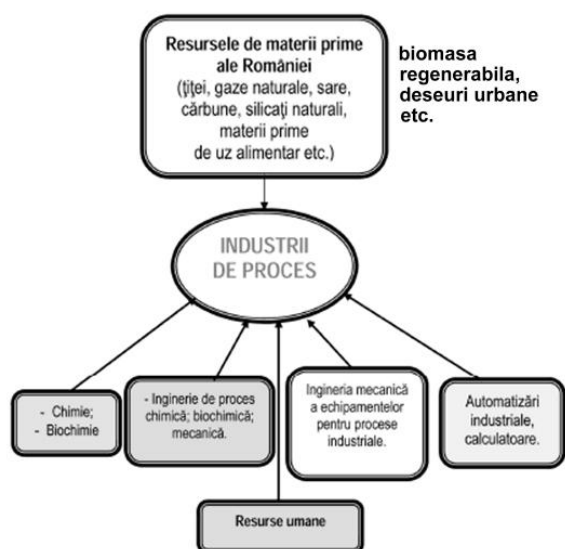 Resursele de materii prime
ale României
(ţiţei, gaze naturale, sare,
cărbune, silicaţi naturali,
materii prime
de uz alimentar etc.)
biomasa
regenerabila,
deseuri urbane
etc.
INDUSTRII
DE PROCES
- Chimie;
- Biochimie
- Inginerie de proces
chimică; biochimică;
mecanică.
Ingineria mecanică
a echipamentelor
pentru procese
industriale.
Automatizări
industriale,
calculatoare.
Resurse umane